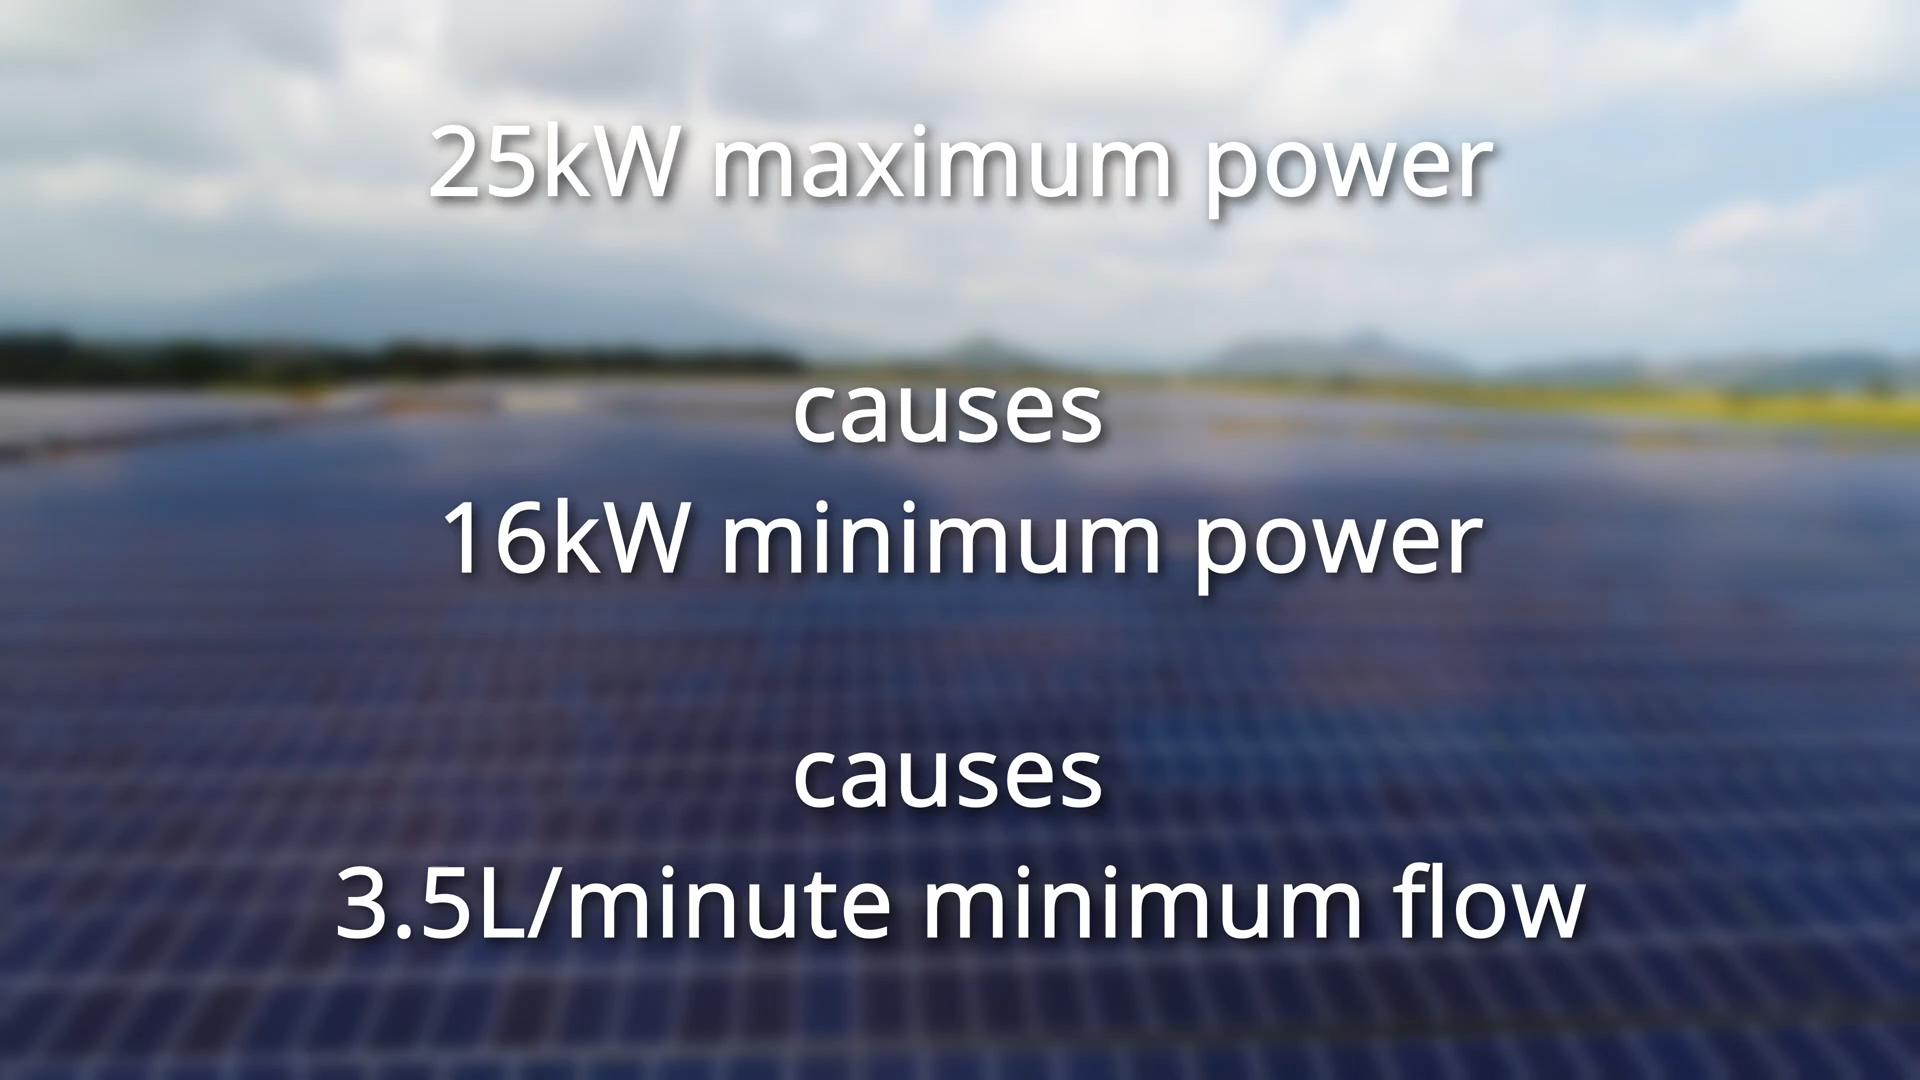 25kW maximum power
causes
16kW minimum power
causes
3.5L/minute minimum flow